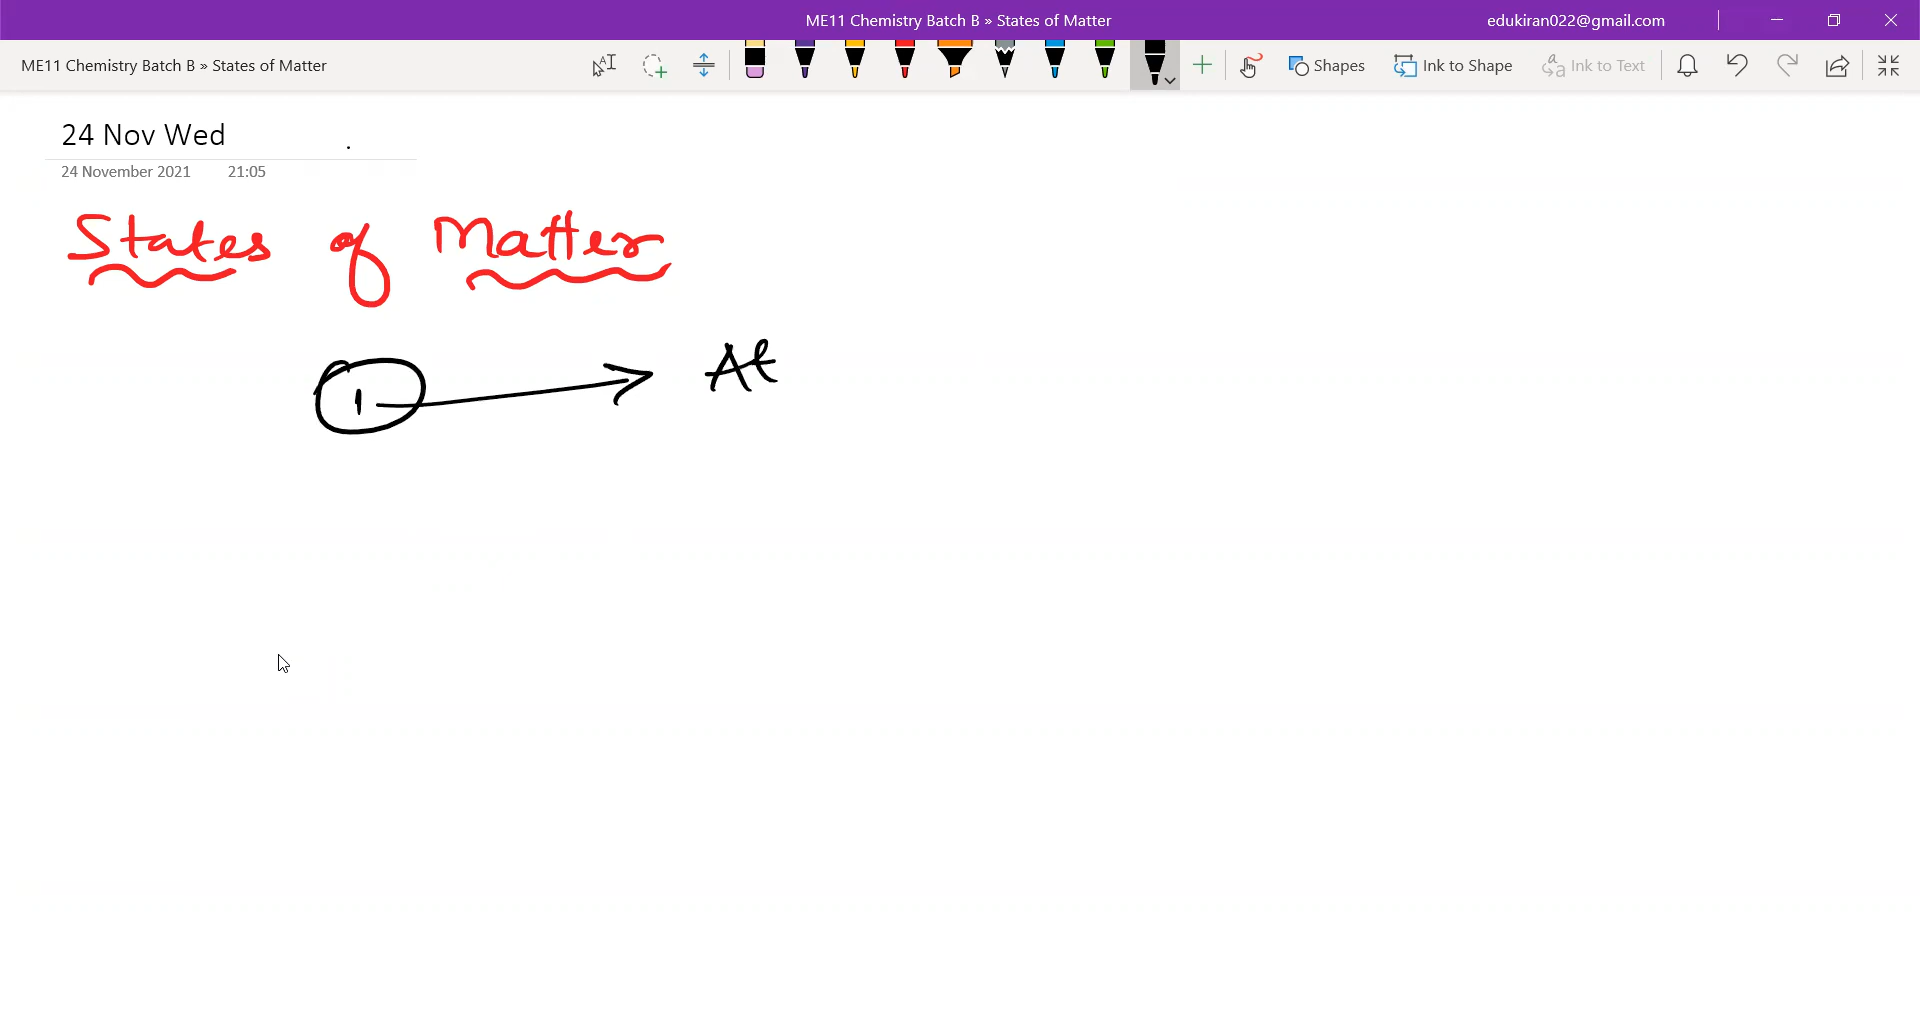 ME11 Chemistry Batch B » States of Matter
edukiran022@gmail.com
ME11 Chemistry Batch B » States of Matter
Shapes
Ink to Shape
Ink to Text
24 Nov Wed
24 November 2021 21:05
States of Matter
1 At